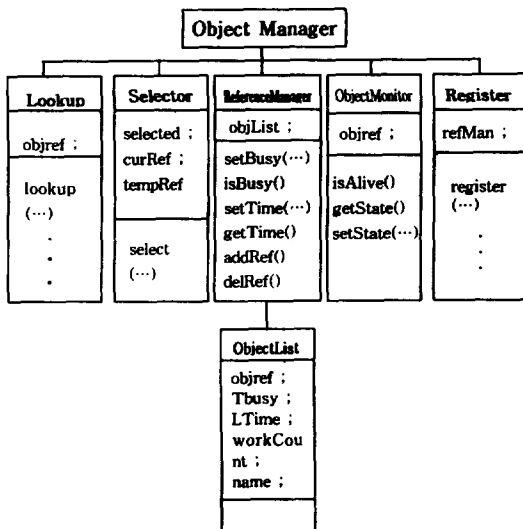 Object Manager
Lookup
objref ;
lookup
(…)
.
.
.
Selector
selected ;
curRef ;
tempRef
select
(…)
ReferenceManager
objList ;
setBusy(…)
isBusy()
setTime(…)
getTime()
addRef()
delRef()
ObjectMonitor
objref ;
isAlive()
getState()
setState(…)
Register
refMan ;
register
(…)
.
.
.
ObjectList
objref ;
Tbusy ;
LTime ;
workCou
nt ;
name ;